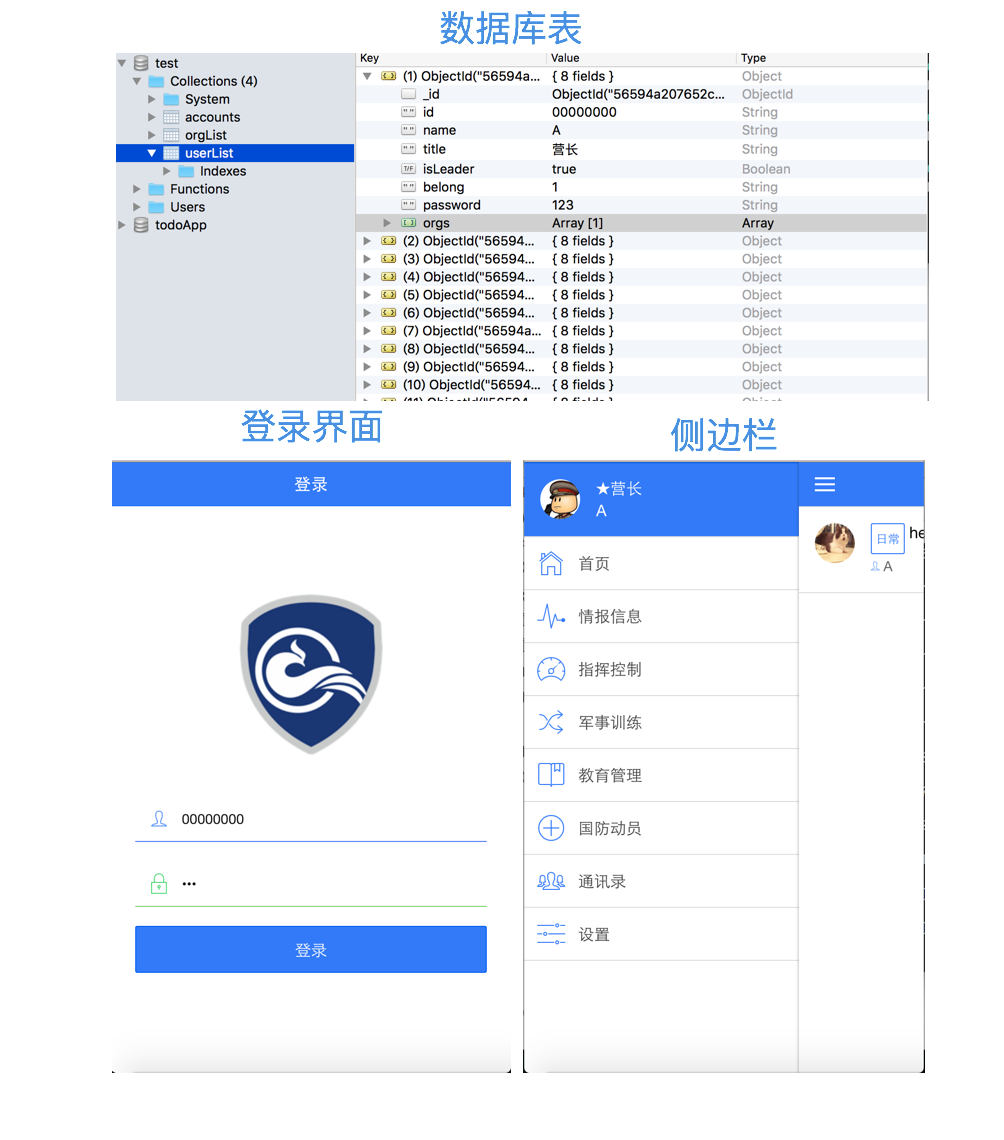 数据库表
Key Value Type
test
Collections (4)
System
accounts
orgList
userList
Indexes
Functions
Users
todoApp
(1) ObjectId("56594a... { 8 fields } Object
_id ObjectId("56594a207652c... ObjectId
id 00000000 String
name A String
title 营长 String
isLeader true Boolean
belong 1 String
password 123 String
orgs Array [1] Array
(2) ObjectId("56594... { 8 fields } Object
(3) ObjectId("56594... { 8 fields } Object
(4) ObjectId("56594... { 8 fields } Object
(5) ObjectId("56594... { 8 fields } Object
(6) ObjectId("56594... { 8 fields } Object
(7) ObjectId("56594a... { 8 fields } Object
(8) ObjectId("56594... { 8 fields } Object
(9) ObjectId("56594... { 8 fields } Object
(10) ObjectId("56594... { 8 fields } Object
登录界面
登录
00000000
•••
登录
侧边栏
★营长
A
首页
情报信息
指挥控制
军事训练
教育管理
国防动员
通讯录
设置
日常 he
A